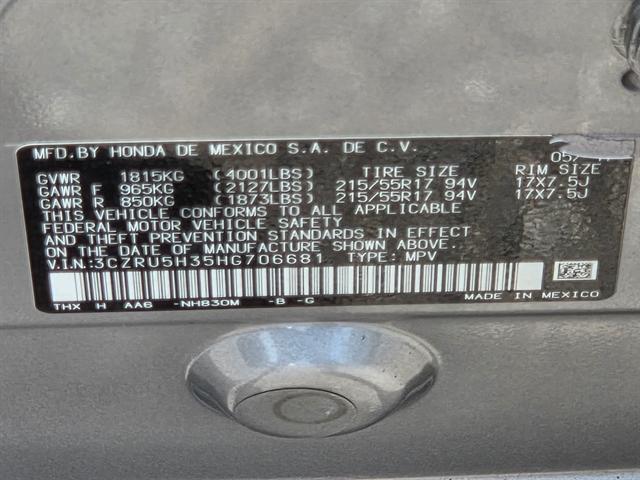 MFD.BY HONDA DE MEXICO S.A. DE C.V. 05/
GVWR 1815KG (4001LBS) TIRE SIZE RIM SIZE
GAWR F 965KG (2127LBS) 215/55R17 94V 17X7.5J
GAWR R 850KG (1873LBS) 215/55R17 94V 17X7.5J
THIS VEHICLE CONFORMS TO ALL APPLICABLE
FEDERAL MOTOR VEHICLE SAFETY, BUMPER,
AND THEFT PREVENTION STANDARDS IN EFFECT
ON THE DATE OF MANUFACTURE SHOWN ABOVE.
V.I.N:3CZRU5H35HG706681 TYPE: MPV
THX H AA6 -NH830M -B -G MADE IN MEXICO